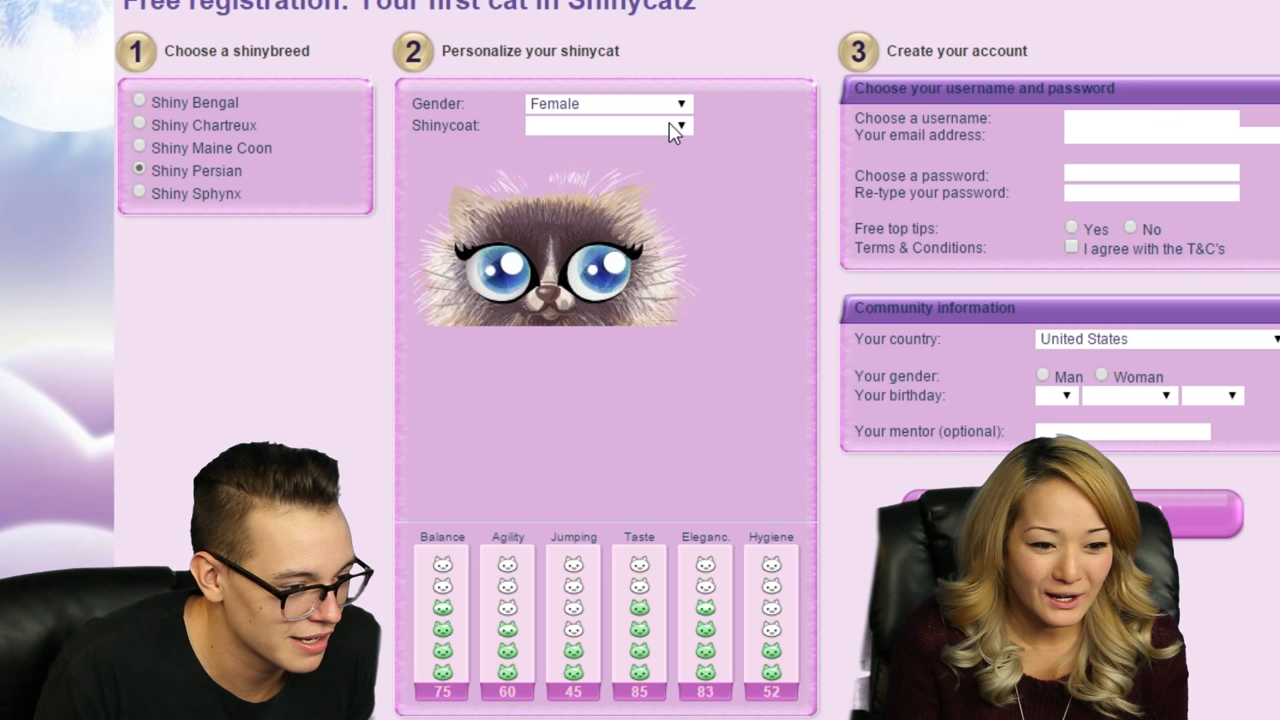 Free registration: Your first cat in Shinycatz
1 Choose a shinybreed
Shiny Bengal
Shiny Chartreux
Shiny Maine Coon
Shiny Persian
Shiny Sphynx
2 Personalize your shinycat
Gender: Female
Shinycoat:
Balance Agility Jumping Taste Eleganc. Hygiene
75 60 45 85 83 52
3 Create your account
Choose your username and password
Choose a username:
Your email address:
Choose a password:
Re-type your password:
Free top tips: Yes No
Terms & Conditions: I agree with the T&C's
Community information
Your country: United States
Your gender: Man Woman
Your birthday:
Your mentor (optional):